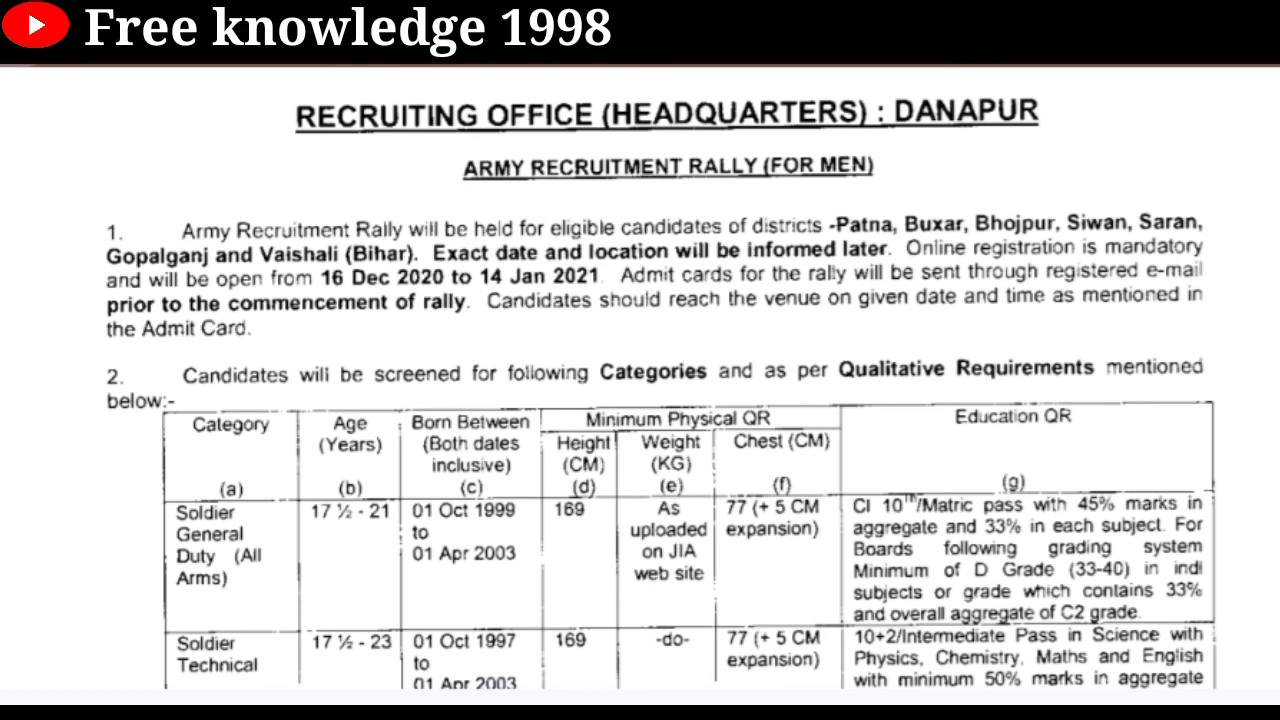 Free knowledge 1998
RECRUITING OFFICE (HEADQUARTERS) : DANAPUR
ARMY RECRUITMENT RALLY (FOR MEN)
1. Army Recruitment Rally will be held for eligible candidates of districts -Patna, Buxar, Bhojpur, Siwan, Saran,
Gopalganj and Vaishali (Bihar). Exact date and location will be informed later. Online registration is mandatory
and will be open from 16 Dec 2020 to 14 Jan 2021. Admit cards for the rally will be sent through registered e-mail
prior to the commencement of rally. Candidates should reach the venue on given date and time as mentioned in
the Admit Card.
2. Candidates will be screened for following Categories and as per Qualitative Requirements mentioned
below:-
Category
(a)
Age
(Years)
(b)
Born Between
(Both dates
inclusive)
(c)
Minimum Physical QR
Height
(CM)
(d)
Weight
(KG)
(e)
Chest (CM)
(f)
Education QR
(g)
Soldier
General
Duty (All
Arms)
17 ½ - 21
01 Oct 1999
to
01 Apr 2003
169
As
uploaded
on JIA
web site
77 (+ 5 CM
expansion)
Cl 10th/Matric pass with 45% marks in
aggregate and 33% in each subject. For
Boards following grading system
Minimum of D Grade (33-40) in indl
subjects or grade which contains 33%
and overall aggregate of C2 grade.
Soldier
Technical
17 ½ - 23
01 Oct 1997
to
01 Apr 2003
169
-do-
77 (+ 5 CM
expansion)
10+2/Intermediate Pass in Science with
Physics, Chemistry, Maths and English
with minimum 50% marks in aggregate